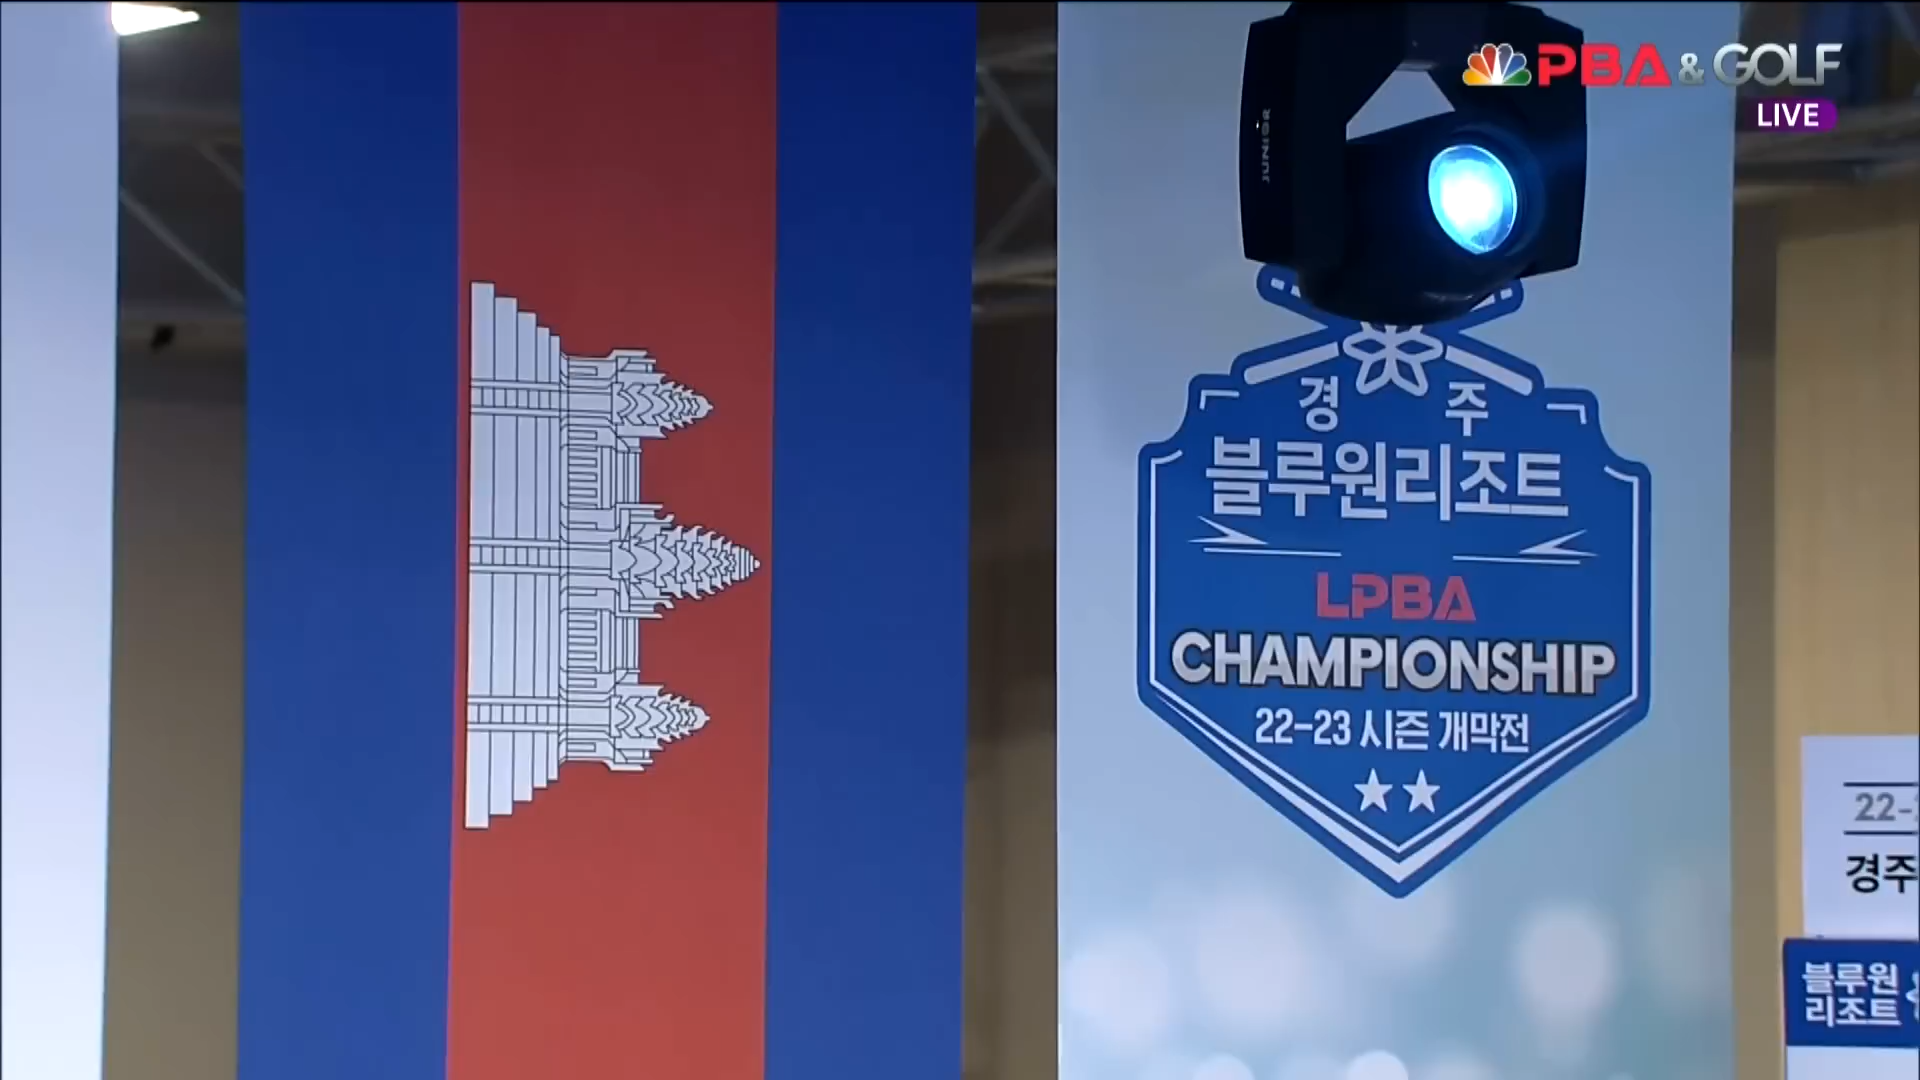 PBA & GOLF
LIVE
JUNIOR
경 주
블루원리조트
LPBA
CHAMPIONSHIP
22-23 시즌 개막전
22-
경주
블루원
리조트